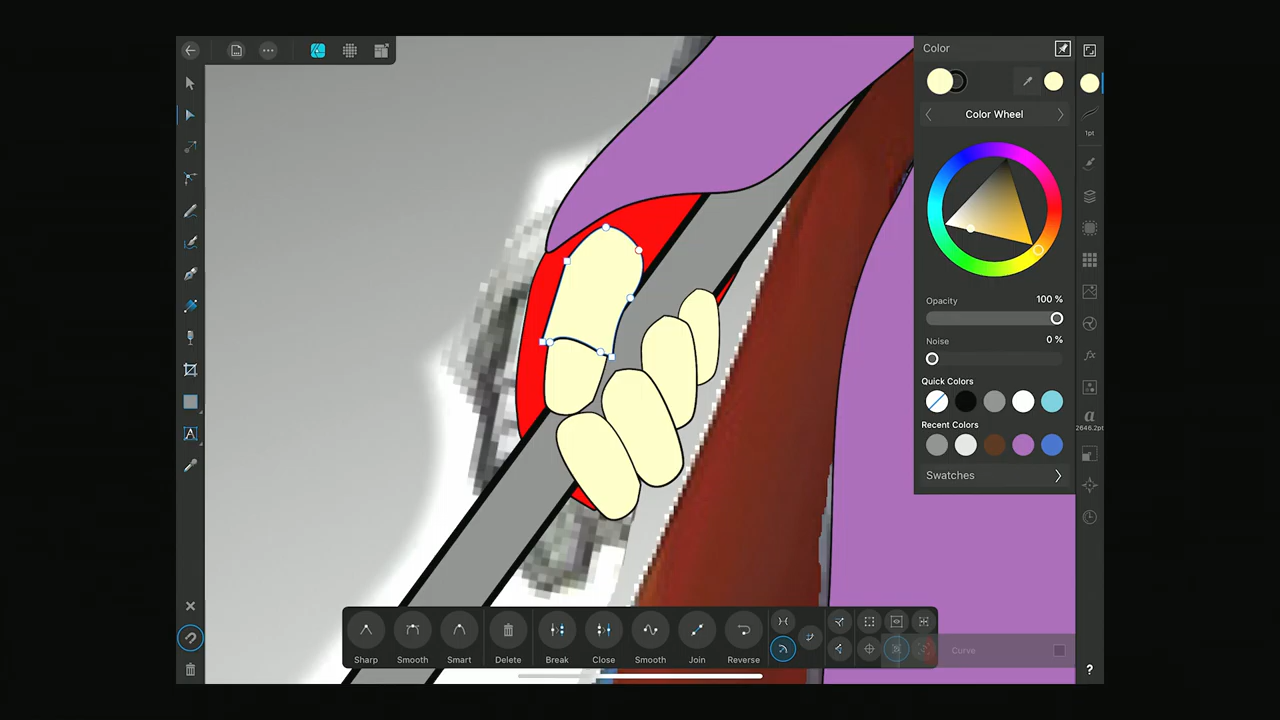 Color
Color Wheel
1pt
Opacity 100 %
Noise 0 %
Quick Colors
a
2646.2pt
Recent Colors
Swatches
Sharp Smooth Smart Delete Break Close Smooth Join Reverse
Curve
A
?